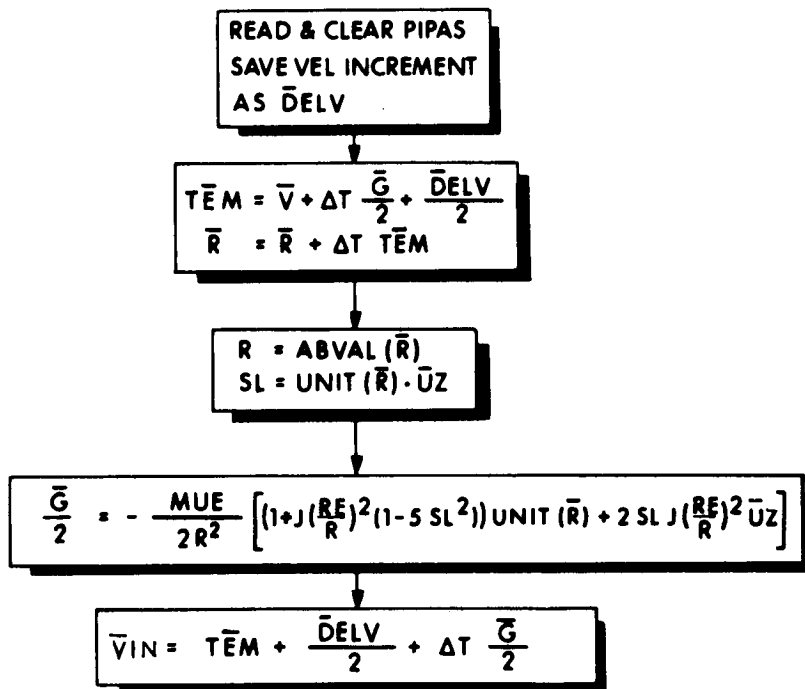 READ & CLEAR PIPAS
SAVE VEL INCREMENT
AS D̄ELV
TĒM = V̄ + ΔT Ḡ/2 + D̄ELV/2
R̄ = R̄ + ΔT TĒM
R = ABVAL (R̄)
SL = UNIT (R̄) · ŪZ
Ḡ/2 = - MUE/2R² [(1+J(RE/R)²(1-5 SL²)) UNIT (R̄) + 2 SL J(RE/R)² ŪZ]
V̄IN = TĒM + D̄ELV/2 + ΔT Ḡ/2